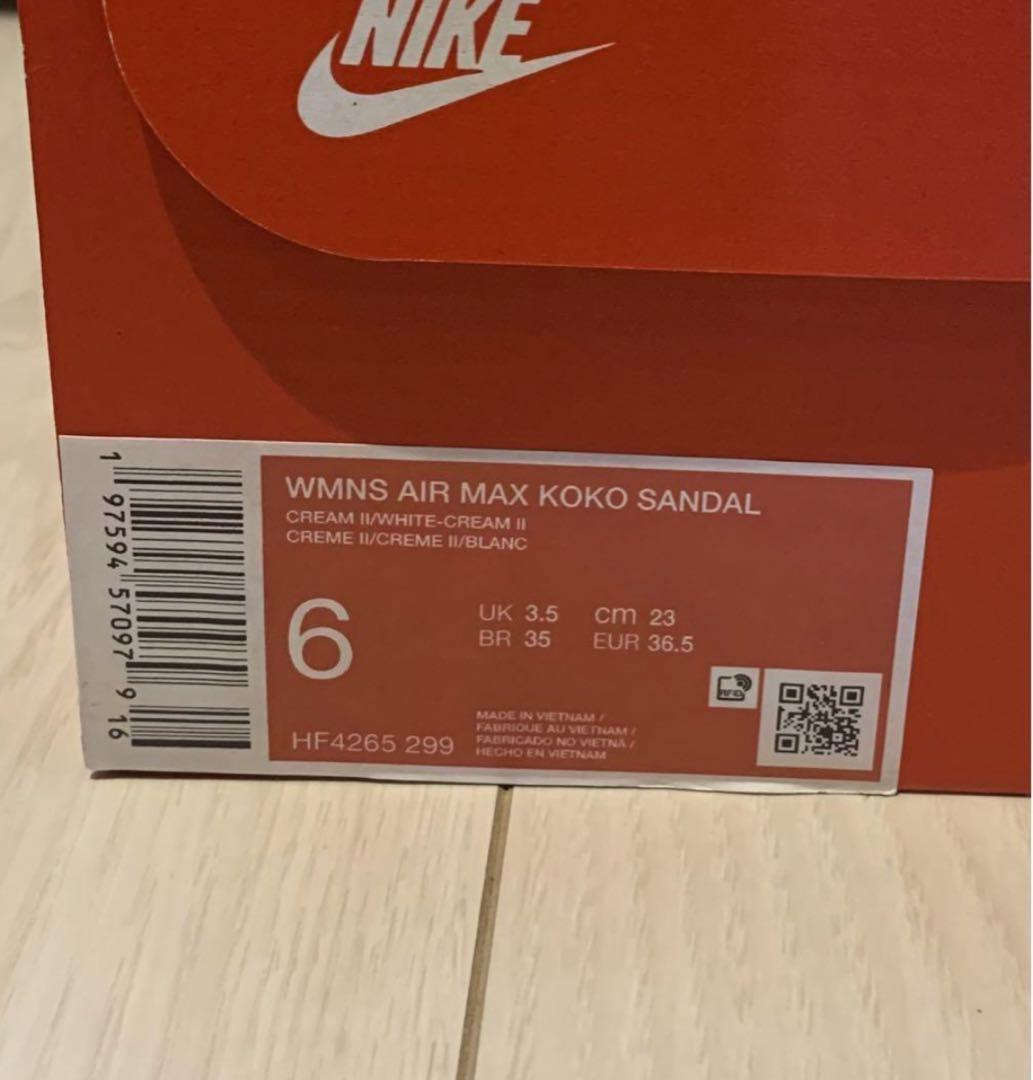 NIKE
WMNS AIR MAX KOKO SANDAL
CREAM II/WHITE-CREAM II
CREME II/CREME II/BLANC
6
UK 3.5 cm 23
BR 35 EUR 36.5
RFID
HF4265 299
MADE IN VIETNAM /
FABRIQUE AU VIETNAM /
FABRICADO NO VIETNÃ /
HECHO EN VIETNAM
1 97594 57097 9 16